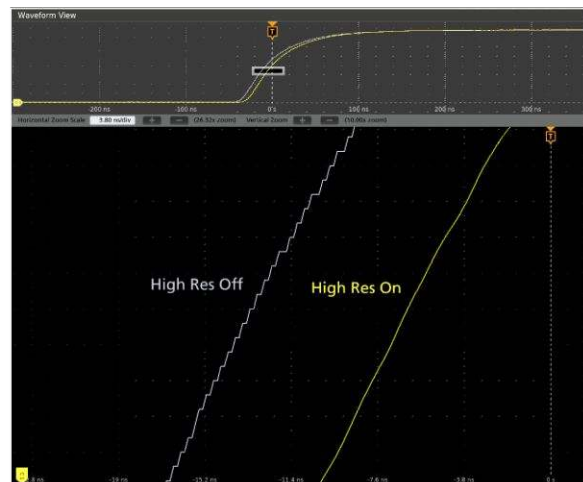 Waveform View
T
-200 ns
-100 ns
0 s
100 ns
200 ns
300 ns
Horizontal Zoom Scale 3.80 ns/div + − (26.32x zoom) Vertical Zoom + − (10.00x zoom)
T
High Res Off
High Res On
-19 ns
-15.2 ns
-11.4 ns
-7.6 ns
-3.8 ns
0 s